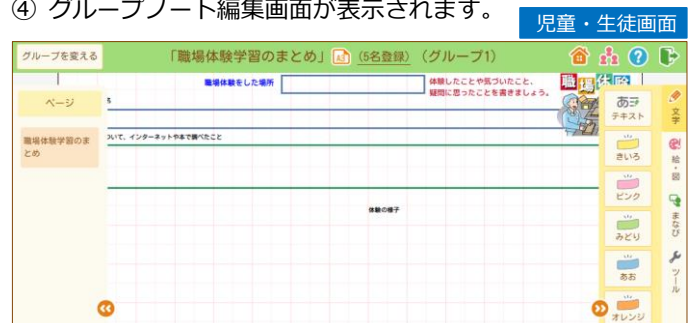 ④ グループノート編集画面が表示されます。
児童・生徒画面
グループを変える
「職場体験学習のまとめ」 (5名登録) (グループ1)
職場体験をした場所
体験したことや気づいたこと、
疑問に思ったことを書きましょう。
職場体験
ページ
職場体験学習のま
とめ
ろ
ついて、インターネットや本で調べたこと
体験の様子
あ
テキスト
きいろ
ピンク
みどり
あお
オレンジ
文字
絵・図
まなび
ツール